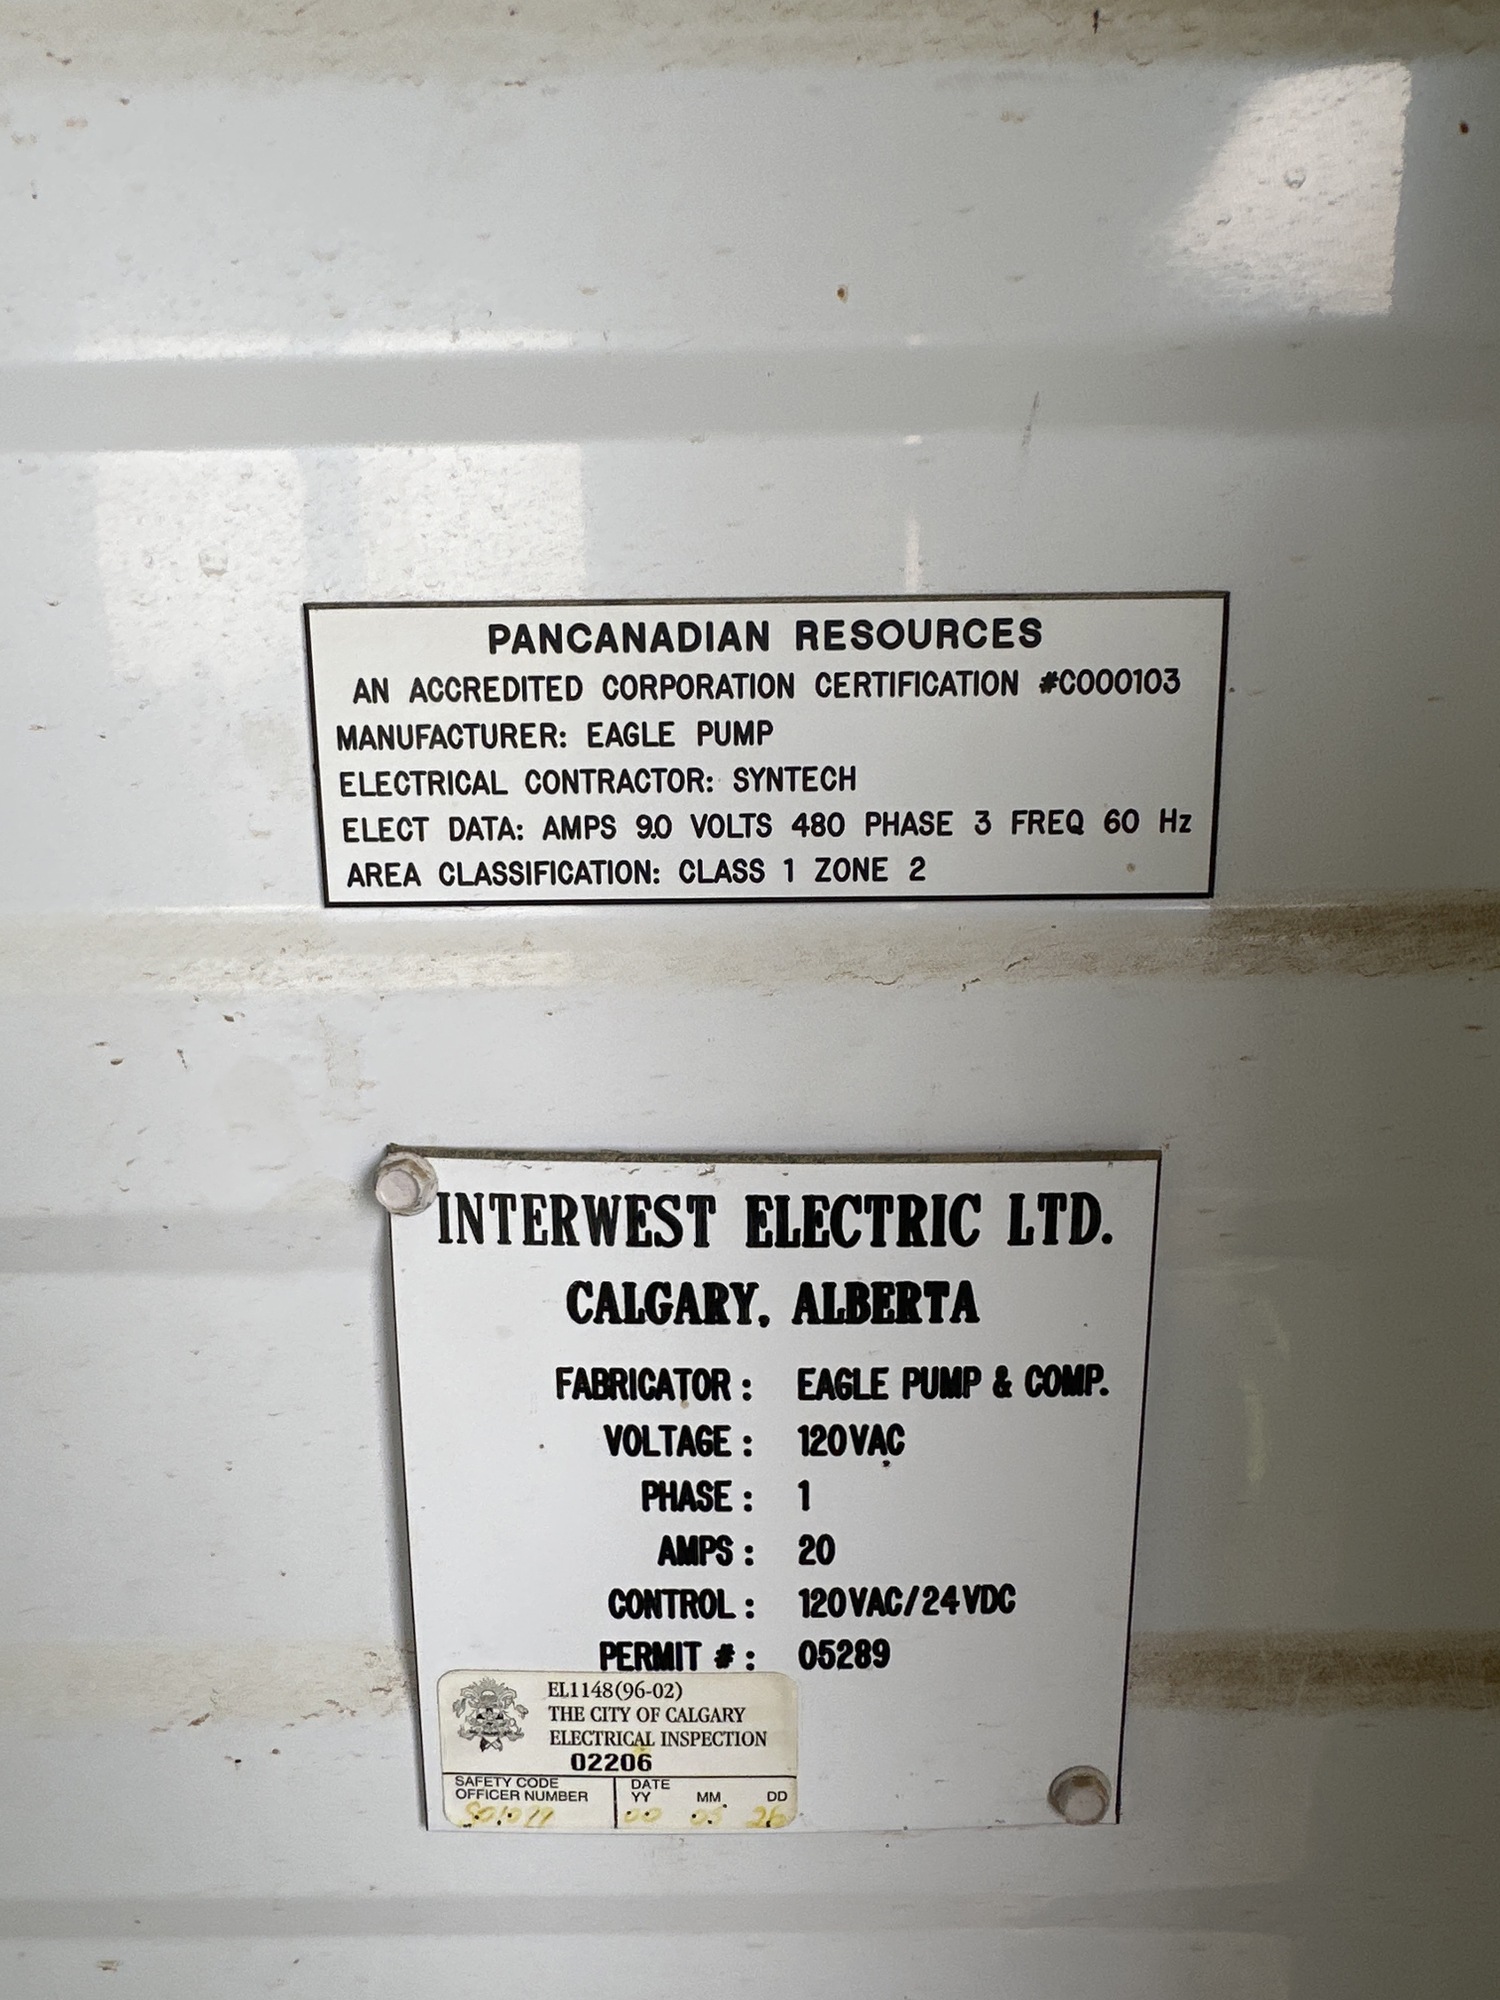 PANCANADIAN RESOURCES
AN ACCREDITED CORPORATION CERTIFICATION #C000103
MANUFACTURER: EAGLE PUMP
ELECTRICAL CONTRACTOR: SYNTECH
ELECT DATA: AMPS 9.0 VOLTS 480 PHASE 3 FREQ 60 Hz
AREA CLASSIFICATION: CLASS 1 ZONE 2
INTERWEST ELECTRIC LTD.
CALGARY, ALBERTA
FABRICATOR: EAGLE PUMP & COMP.
VOLTAGE: 120VAC
PHASE: 1
AMPS: 20
CONTROL: 120VAC/24VDC
PERMIT #: 05289
EL1148(96-02)
THE CITY OF CALGARY
ELECTRICAL INSPECTION
02206
SAFETY CODE OFFICER NUMBER
DATE
YY MM DD
00 05 26